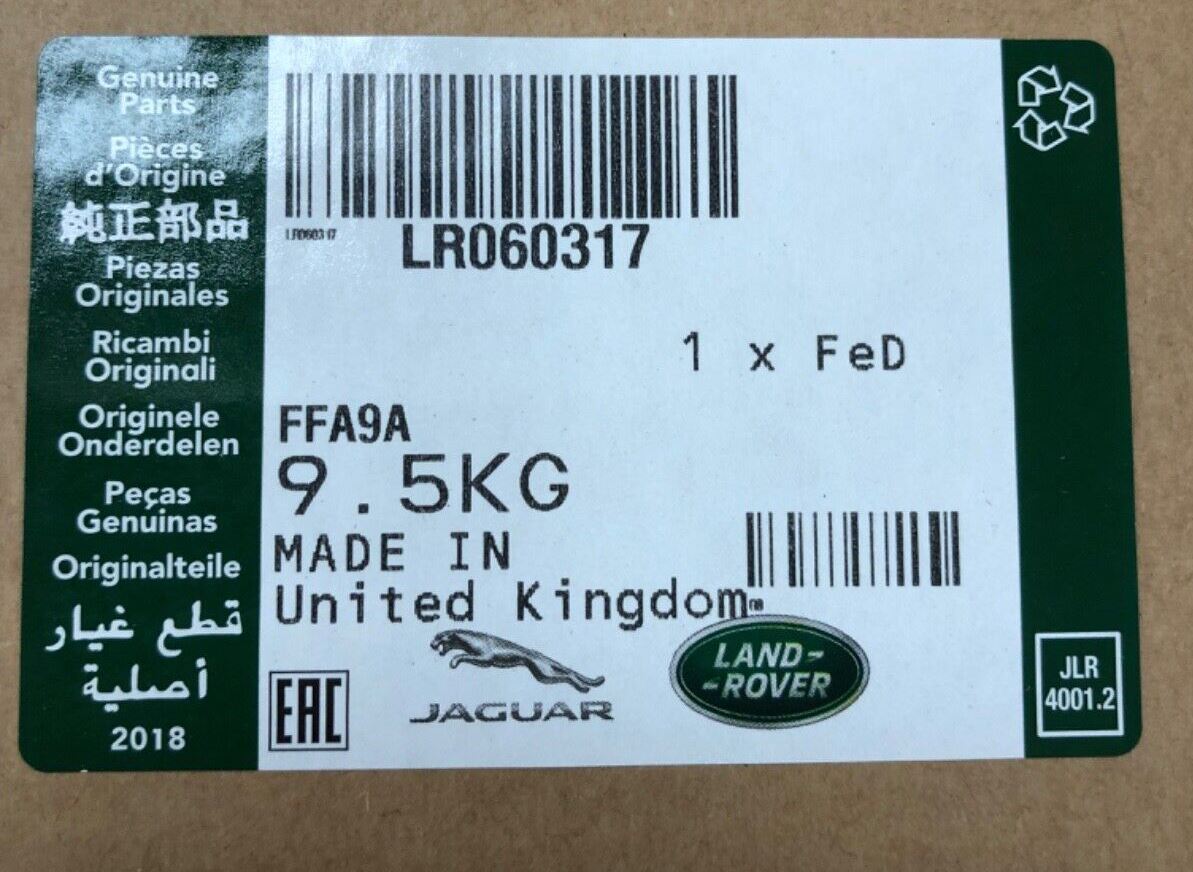 Genuine
Parts
Pièces
d'Origine
純正部品
Piezas
Originales
Ricambi
Originali
Originele
Onderdelen
Peças
Genuinas
Originalteile
قطع غيار
أصلية
2018
LR060317
LR060317
1 x FeD
FFA9A
9.5KG
MADE IN
United Kingdom
EAC
JAGUAR
LAND-
-ROVER
JLR
4001.2